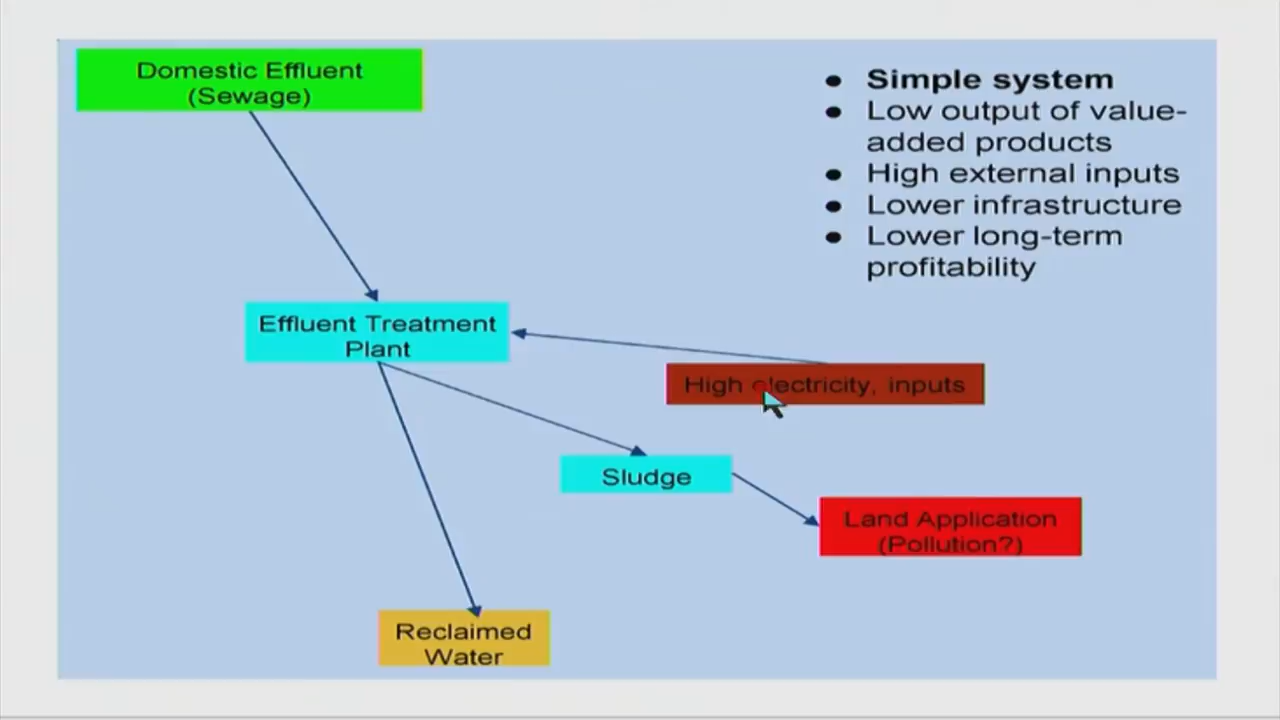 Domestic Effluent
(Sewage)
● Simple system
● Low output of value-
added products
● High external inputs
● Lower infrastructure
● Lower long-term
profitability
Effluent Treatment
Plant
High electricity, inputs
Sludge
Land Application
(Pollution?)
Reclaimed
Water